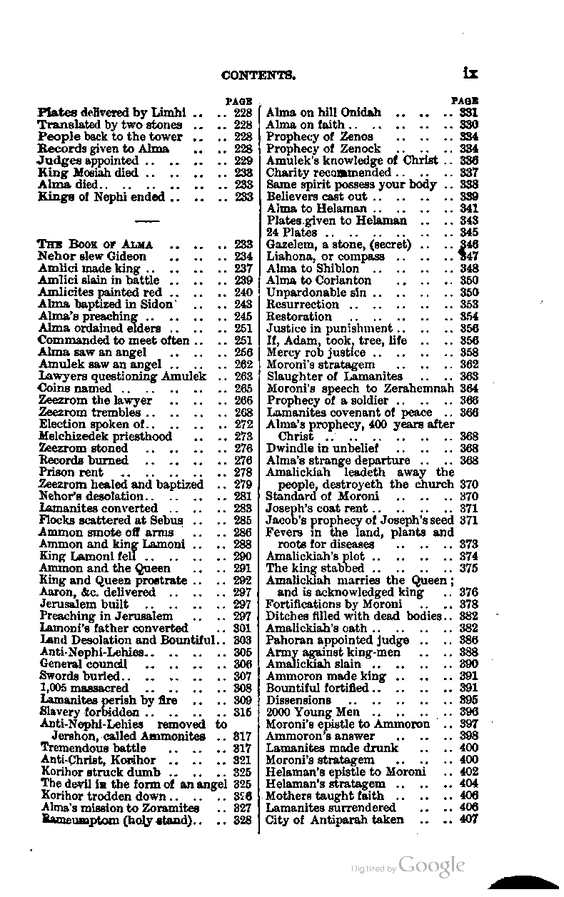 CONTENTS. ix
PAGE
Plates delivered by Limhi .. .. 228
Translated by two stones .. .. 228
People back to the tower .. .. 228
Records given to Alma .. .. 228
Judges appointed .. .. .. .. 229
King Mosiah died .. .. .. .. 233
Alma died.. .. .. .. .. .. 233
Kings of Nephi ended .. .. .. 233
THE BOOK OF ALMA .. .. .. 233
Nehor slew Gideon .. .. .. 234
Amlici made king .. .. .. .. 237
Amlici slain in battle .. .. .. 239
Amlicites painted red .. .. .. 240
Alma baptized in Sidon .. .. 243
Alma's preaching .. .. .. .. 245
Alma ordained elders .. .. .. 251
Commanded to meet often .. .. 251
Alma saw an angel .. .. .. 256
Amulek saw an angel .. .. .. 262
Lawyers questioning Amulek .. 263
Coins named .. .. .. .. .. 265
Zeezrom the lawyer .. .. .. 266
Zeezrom trembles .. .. .. .. 268
Election spoken of.. .. .. .. 272
Melchizedek priesthood .. .. 273
Zeezrom stoned .. .. .. .. 276
Records burned .. .. .. .. 276
Prison rent .. .. .. .. .. 278
Zeezrom healed and baptized .. 279
Nehor's desolation.. .. .. .. 281
Lamanites converted .. .. .. 283
Flocks scattered at Sebus .. .. 285
Ammon smote off arms .. .. 286
Ammon and king Lamoni .. .. 288
King Lamoni fell .. .. .. .. 290
Ammon and the Queen .. .. 291
King and Queen prostrate .. .. 292
Aaron, &c. delivered .. .. .. 297
Jerusalem built .. .. .. .. 297
Preaching in Jerusalem .. .. 297
Lamoni's father converted .. 301
Land Desolation and Bountiful.. 303
Anti-Nephi-Lehies.. .. .. .. 305
General council .. .. .. .. 306
Swords buried.. .. .. .. .. 307
1,005 massacred .. .. .. .. 308
Lamanites perish by fire .. .. 309
Slavery forbidden .. .. .. .. 315
Anti-Nephi-Lehies removed to
Jershon, called Ammonites .. 317
Tremendous battle .. .. .. 317
Anti-Christ, Korihor .. .. .. 321
Korihor struck dumb .. .. .. 325
The devil in the form of an angel 325
Korihor trodden down .. .. .. 326
Alma's mission to Zoramites .. 327
Rameumptom (holy stand).. .. 328
PAGE
Alma on hill Onidah .. .. .. 331
Alma on faith .. .. .. .. .. 330
Prophecy of Zenos .. .. .. 334
Prophecy of Zenock .. .. .. 334
Amulek's knowledge of Christ .. 336
Charity recommended .. .. .. 337
Same spirit possess your body .. 338
Believers cast out .. .. .. .. 339
Alma to Helaman .. .. .. .. 341
Plates given to Helaman .. .. 343
24 Plates .. .. .. .. .. .. 345
Gazelem, a stone, (secret) .. .. 346
Liahona, or compass .. .. .. 347
Alma to Shiblon .. .. .. .. 348
Alma to Corianton .. .. .. 350
Unpardonable sin .. .. .. .. 350
Resurrection .. .. .. .. .. 353
Restoration .. .. .. .. .. 354
Justice in punishment .. .. .. 356
If, Adam, took, tree, life .. .. 356
Mercy rob justice .. .. .. .. 358
Moroni's stratagem .. .. .. 362
Slaughter of Lamanites .. .. 363
Moroni's speech to Zerahemnah 364
Prophecy of a soldier .. .. .. 366
Lamanites covenant of peace .. 366
Alma's prophecy, 400 years after
Christ .. .. .. .. .. .. 368
Dwindle in unbelief .. .. .. 368
Alma's strange departure .. .. 368
Amalickiah leadeth away the
people, destroyeth the church 370
Standard of Moroni .. .. .. 370
Joseph's coat rent .. .. .. .. 371
Jacob's prophecy of Joseph's seed 371
Fevers in the land, plants and
roots for diseases .. .. .. 373
Amalickiah's plot .. .. .. .. 374
The king stabbed .. .. .. .. 375
Amalickiah marries the Queen;
and is acknowledged king .. 376
Fortifications by Moroni .. .. 378
Ditches filled with dead bodies.. 382
Amalickiah's oath .. .. .. .. 382
Pahoran appointed judge .. .. 386
Army against king-men .. .. 388
Amalickiah slain .. .. .. .. 390
Ammoron made king .. .. .. 391
Bountiful fortified.. .. .. .. 391
Dissensions .. .. .. .. .. 395
2000 Young Men .. .. .. .. 396
Moroni's epistle to Ammoron .. 397
Ammoron's answer .. .. .. 398
Lamanites made drunk .. .. 400
Moroni's stratagem .. .. .. 400
Helaman's epistle to Moroni .. 402
Helaman's stratagem .. .. .. 404
Mothers taught faith .. .. .. 406
Lamanites surrendered .. .. 406
City of Antiparah taken .. .. 407
Digitized by Google